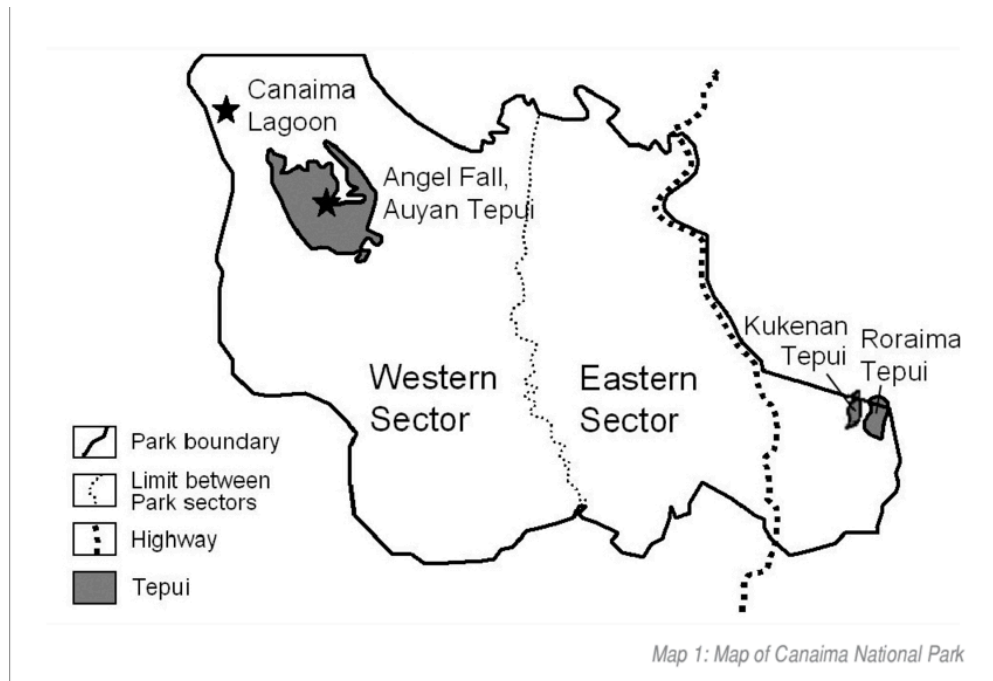 Canaima
Lagoon
Angel Fall,
Auyan Tepui
Kukenan
Tepui
Roraima
Tepui
Western
Sector
Eastern
Sector
Park boundary
Limit between
Park sectors
Highway
Tepui
Map 1: Map of Canaima National Park